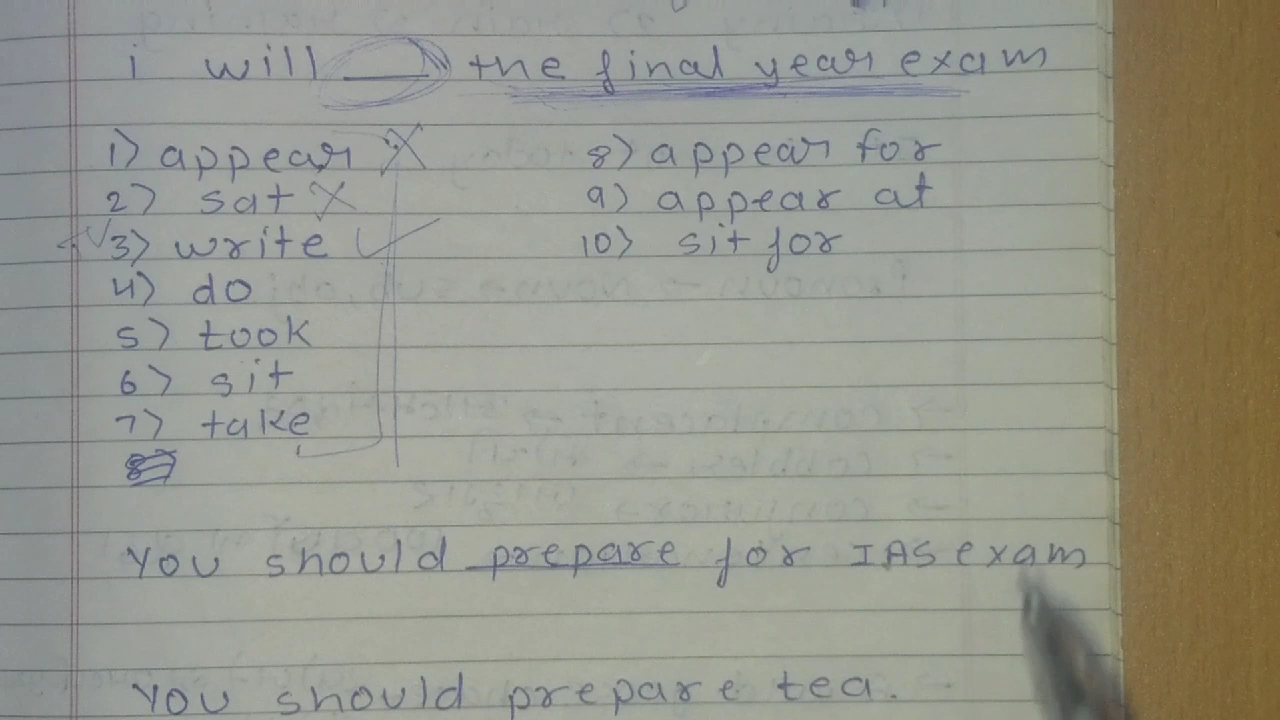 i will ____ the final year exam
1) appear X
2) sat X
3) write ✓
4) do
5) took
6) sit
7) take
8) appear for
9) appear at
10) sit for
You should prepare for IAS exam
You should prepare tea.